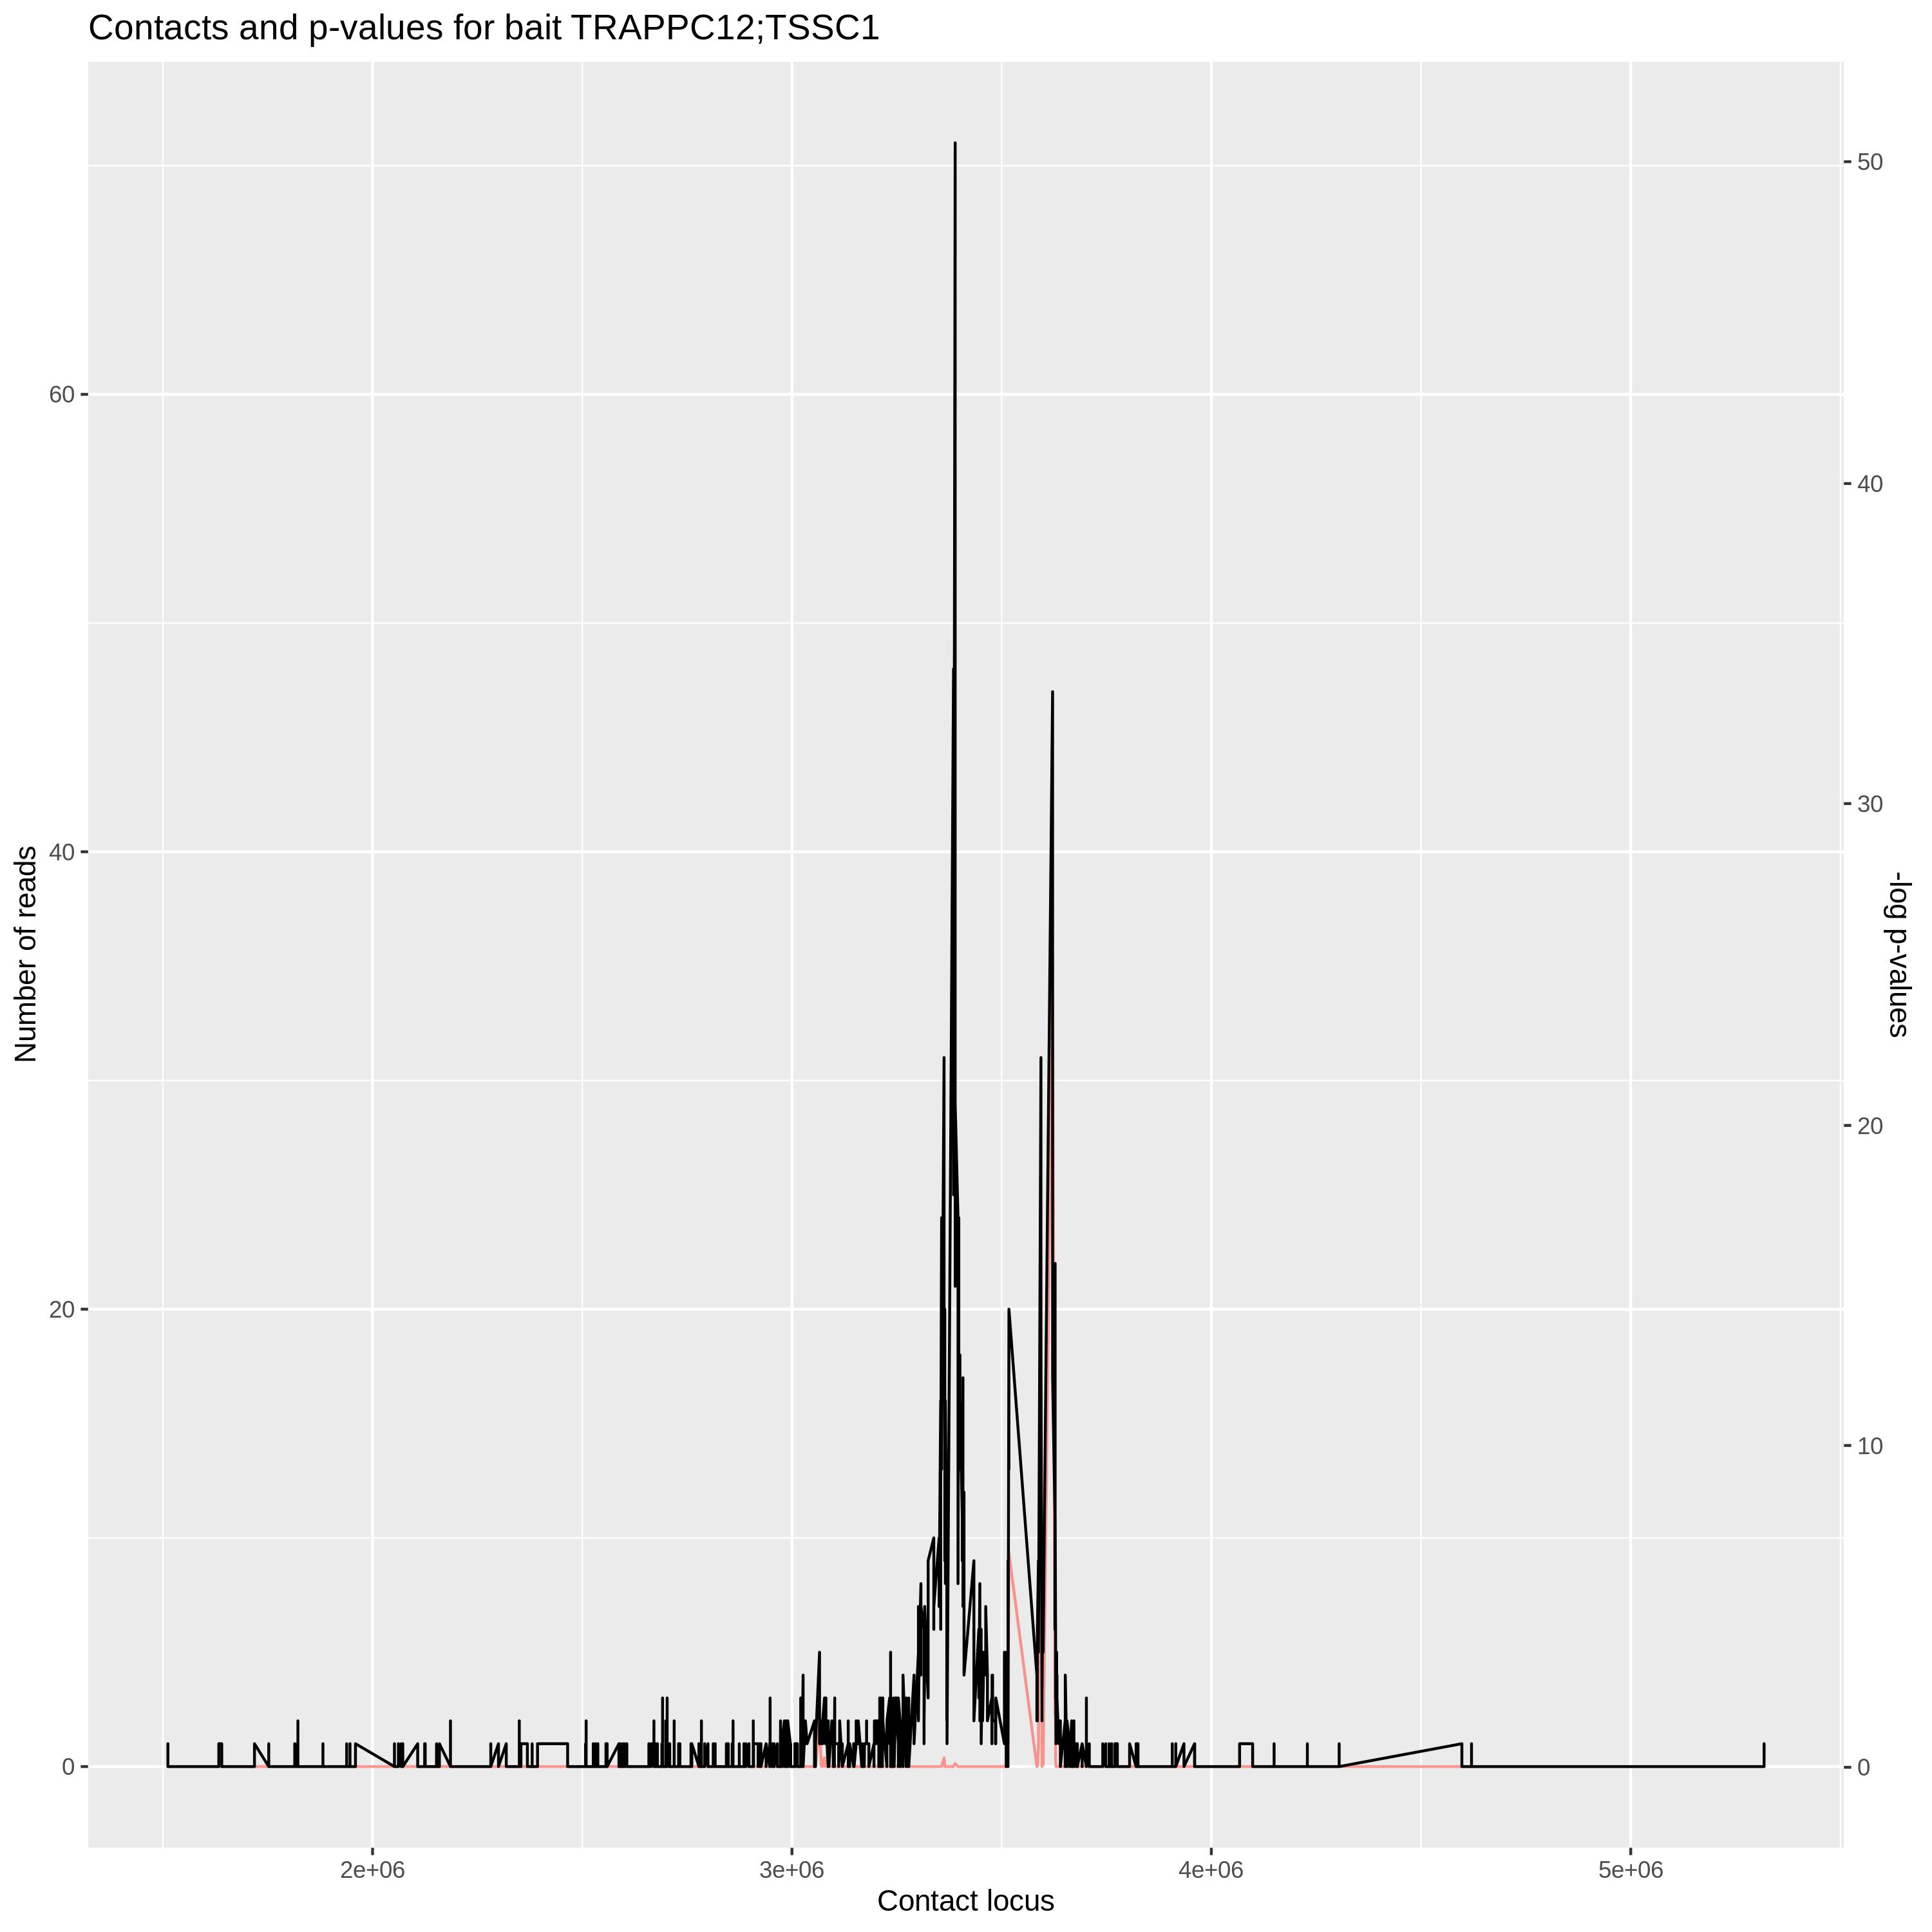 Contacts and p-values for bait TRAPPC12;TSSC1
Number of reads
60
40
20
0
50
40
30
20
10
0
-log p-values
2e+06
3e+06
4e+06
5e+06
Contact locus